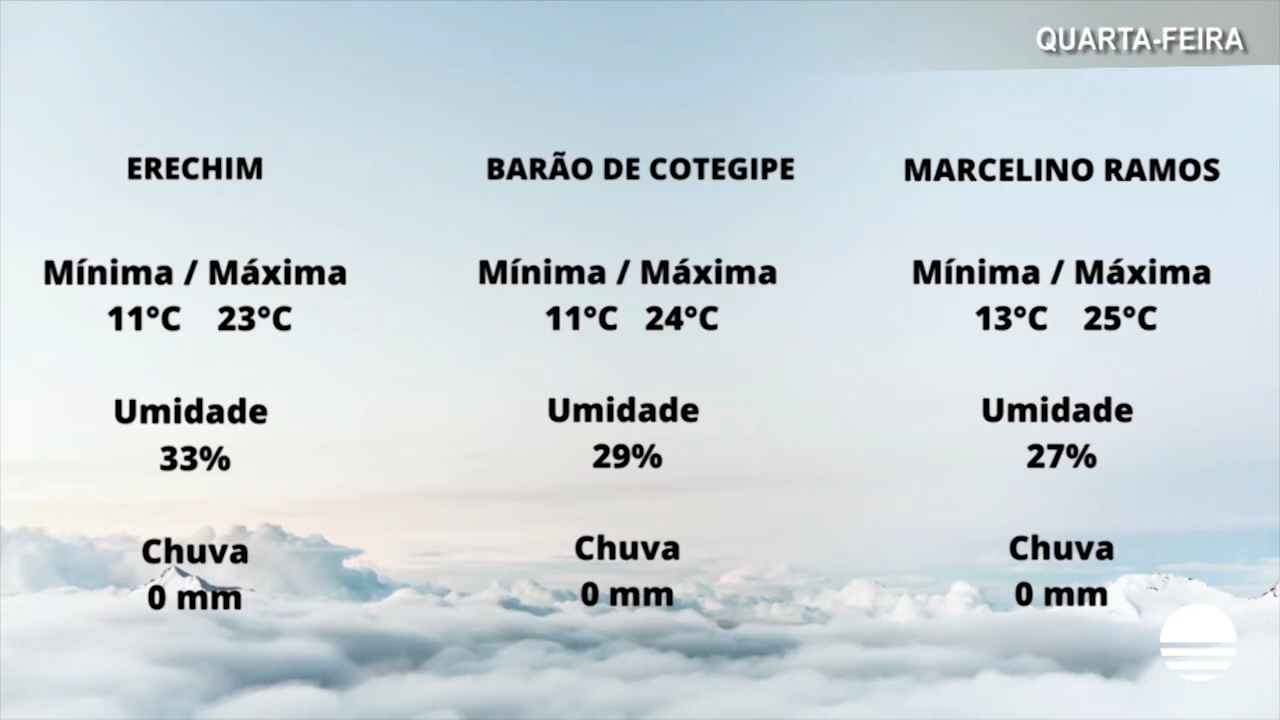 QUARTA-FEIRA
ERECHIM
Mínima / Máxima
11°C 23°C
Umidade
33%
Chuva
0 mm
BARÃO DE COTEGIPE
Mínima / Máxima
11°C 24°C
Umidade
29%
Chuva
0 mm
MARCELINO RAMOS
Mínima / Máxima
13°C 25°C
Umidade
27%
Chuva
0 mm